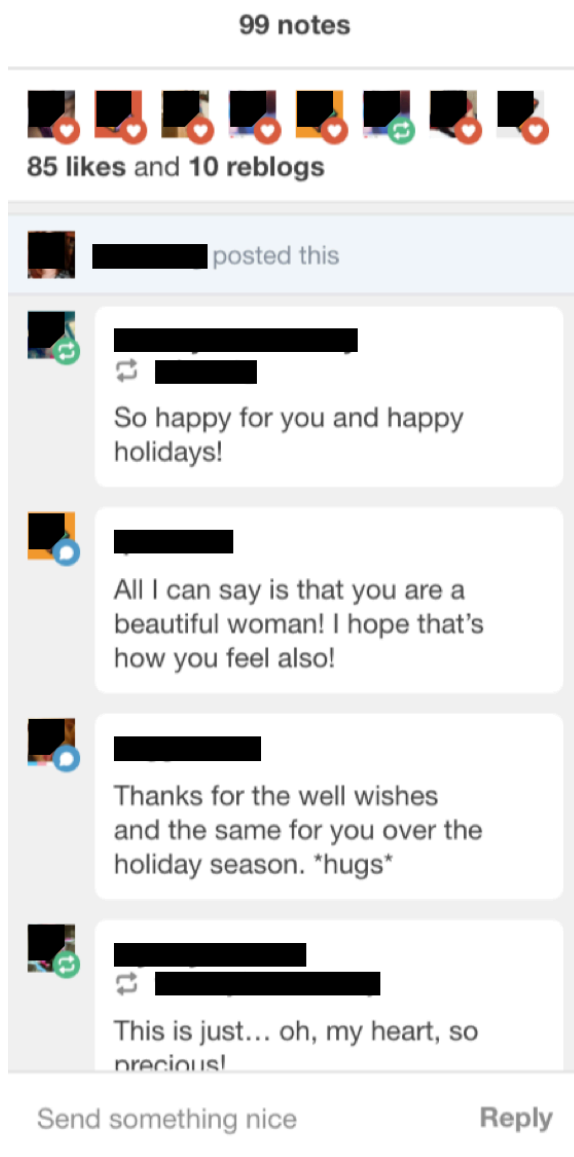 99 notes
85 likes and 10 reblogs
posted this
So happy for you and happy
holidays!
All I can say is that you are a
beautiful woman! I hope that’s
how you feel also!
Thanks for the well wishes
and the same for you over the
holiday season. *hugs*
This is just... oh, my heart, so
precious!
Send something nice
Reply